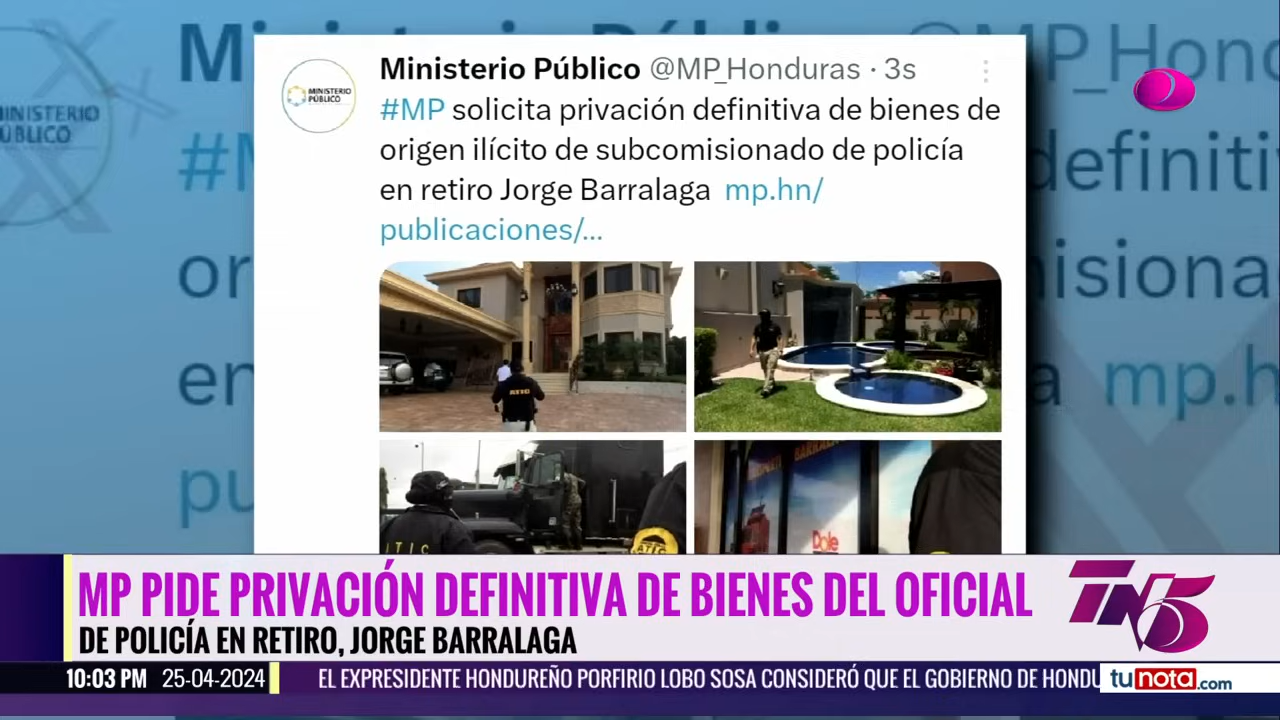 Ministerio Público @MP_Honduras · 3s
MINISTERIO
PÚBLICO
#MP solicita privación definitiva de bienes de
origen ilícito de subcomisionado de policía
en retiro Jorge Barralaga mp.hn/
publicaciones/...
ATIC
Dole
MP PIDE PRIVACIÓN DEFINITIVA DE BIENES DEL OFICIAL
DE POLICÍA EN RETIRO, JORGE BARRALAGA
TN5
10:03 PM 25-04-2024 EL EXPRESIDENTE HONDUREÑO PORFIRIO LOBO SOSA CONSIDERÓ QUE EL GOBIERNO DE HONDU
tunota.com